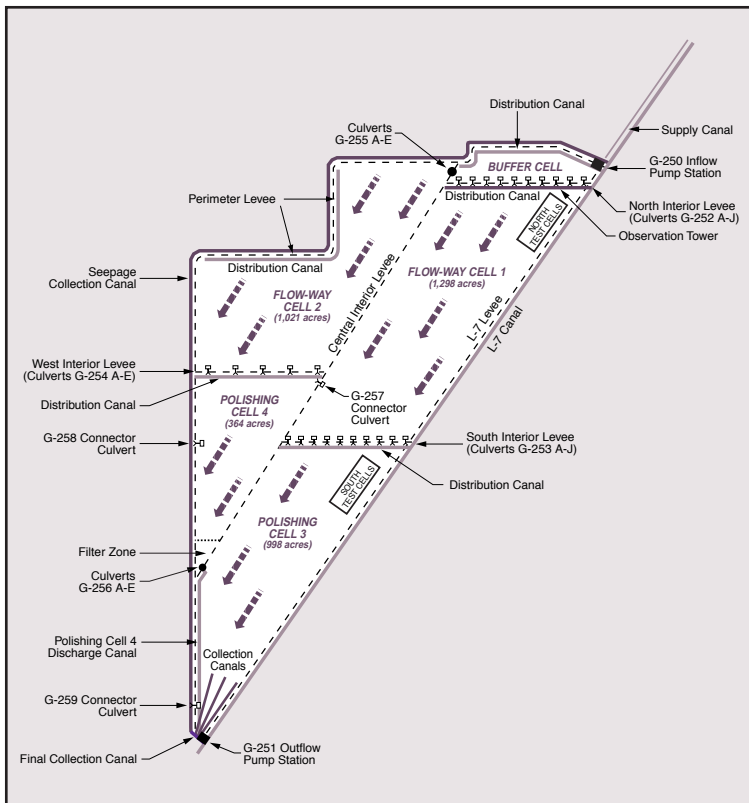 Distribution Canal
Supply Canal
Culverts
G-255 A-E
G-250 Inflow
Pump Station
BUFFER CELL
Perimeter Levee
Distribution Canal
North Interior Levee
(Culverts G-252 A-J)
NORTH
TEST CELLS
Observation Tower
Seepage
Collection Canal
Distribution Canal
Central Interior Levee
FLOW-WAY CELL 1
(1,298 acres)
FLOW-WAY
CELL 2
(1,021 acres)
L-7 Levee
L-7 Canal
West Interior Levee
(Culverts G-254 A-E)
Distribution Canal
POLISHING
CELL 4
(364 acres)
G-257
Connector
Culvert
G-258 Connector
Culvert
South Interior Levee
(Culverts G-253 A-J)
Distribution Canal
SOUTH
TEST CELLS
POLISHING
CELL 3
(998 acres)
Filter Zone
Culverts
G-256 A-E
Polishing Cell 4
Discharge Canal
Collection
Canals
G-259 Connector
Culvert
Final Collection Canal
G-251 Outflow
Pump Station